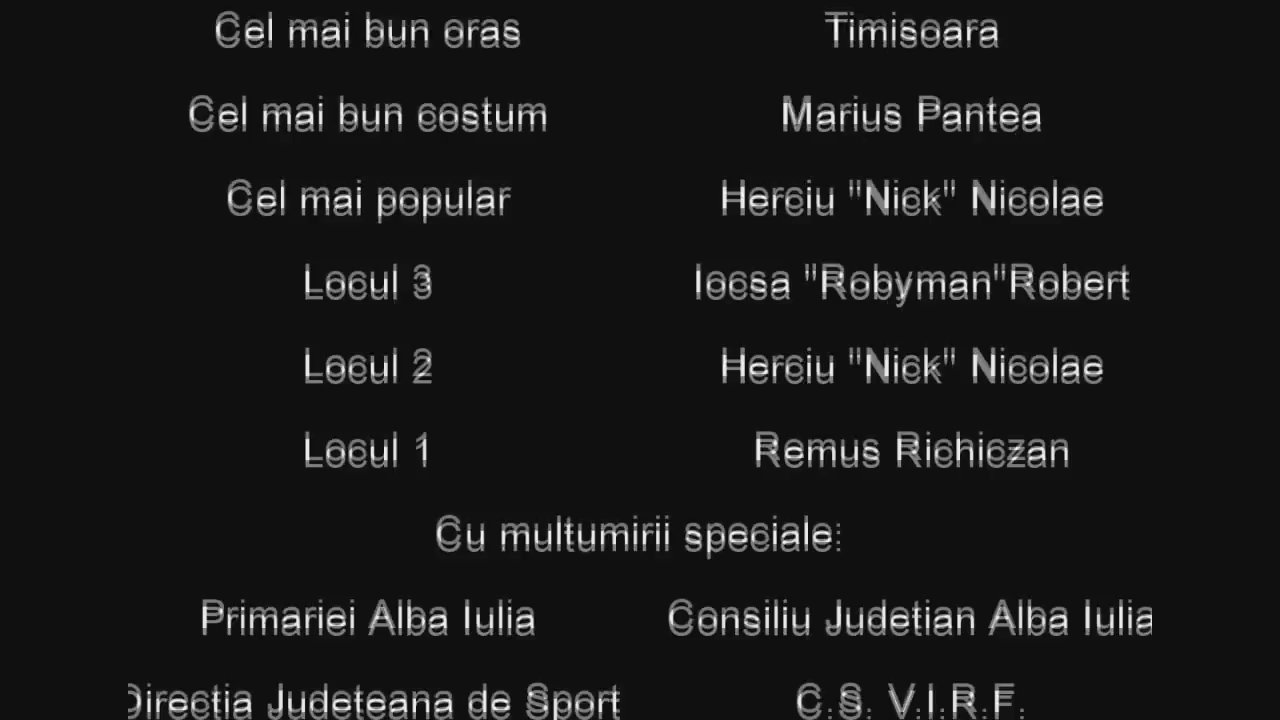 Cel mai bun oras Timisoara
Cel mai bun costum Marius Pantea
Cel mai popular Herciu "Nick" Nicolae
Locul 3 Iocsa "Robyman"Robert
Locul 2 Herciu "Nick" Nicolae
Locul 1 Remus Richiczan
Cu multumirii speciale:
Primariei Alba Iulia Consiliu Judetian Alba Iulia
Directia Judeteana de Sport C.S. V.I.R.F.